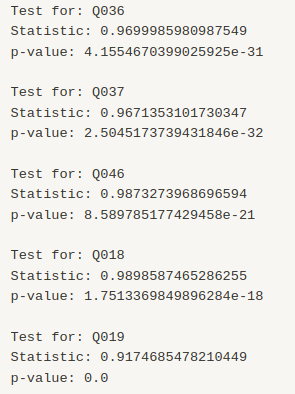 Test for: Q036
Statistic: 0.9699985980987549
p-value: 4.1554670399025925e-31
Test for: Q037
Statistic: 0.9671353101730347
p-value: 2.5045173739431846e-32
Test for: Q046
Statistic: 0.9873273968696594
p-value: 8.589785177429458e-21
Test for: Q018
Statistic: 0.9898587465286255
p-value: 1.7513369849896284e-18
Test for: Q019
Statistic: 0.9174685478210449
p-value: 0.0